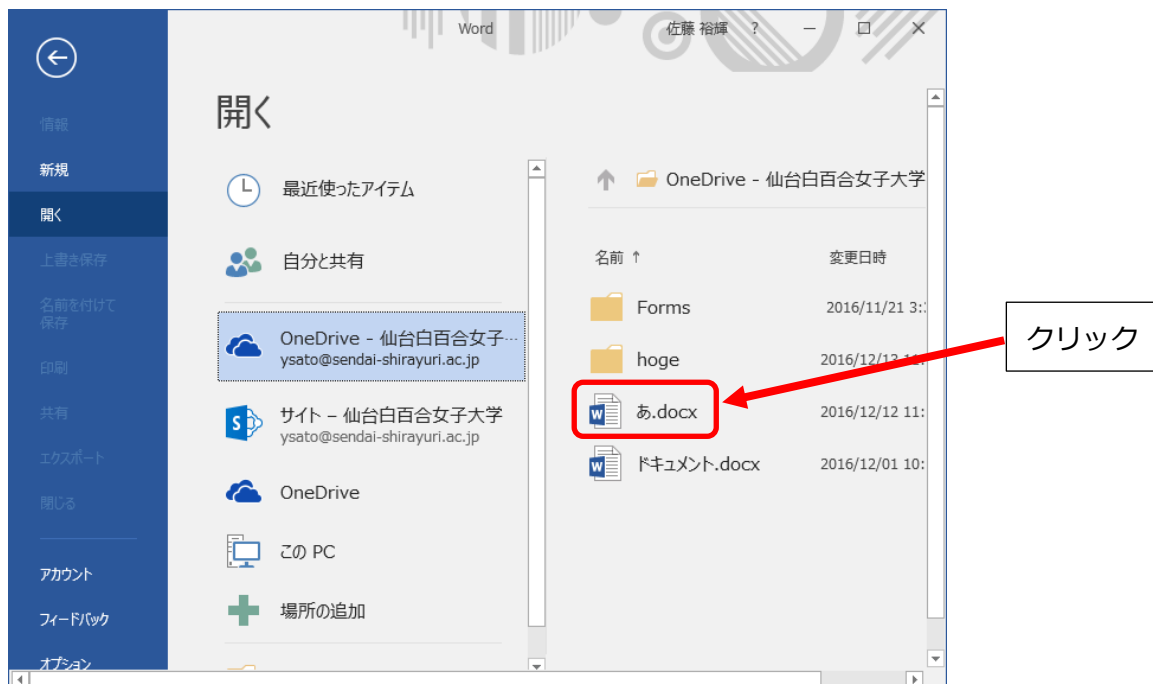 Word
佐藤 裕輝 ?
情報
新規
開く
上書き保存
名前を付けて
保存
印刷
共有
エクスポート
閉じる
アカウント
フィードバック
オプション
開く
最近使ったアイテム
自分と共有
OneDrive - 仙台白百合女子…
ysato@sendai-shirayuri.ac.jp
サイト – 仙台白百合女子大学
ysato@sendai-shirayuri.ac.jp
OneDrive
この PC
場所の追加
OneDrive - 仙台白百合女子大学
名前 ↑ 変更日時
Forms 2016/11/21 3:
hoge 2016/12/13
あ.docx 2016/12/12 11:
ドキュメント.docx 2016/12/01 10:
クリック